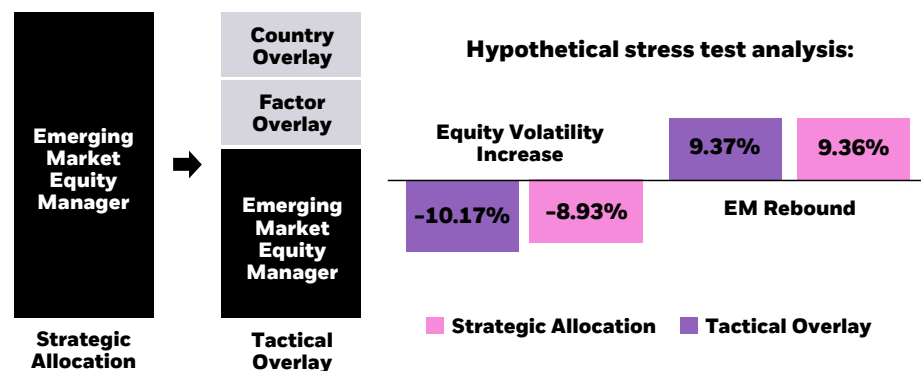 Emerging
Market
Equity
Manager
Strategic
Allocation
Country
Overlay
Factor
Overlay
Emerging
Market
Equity
Manager
Tactical
Overlay
Hypothetical stress test analysis:
Equity Volatility
Increase
-10.17%
-8.93%
9.37%
9.36%
EM Rebound
Strategic Allocation
Tactical Overlay